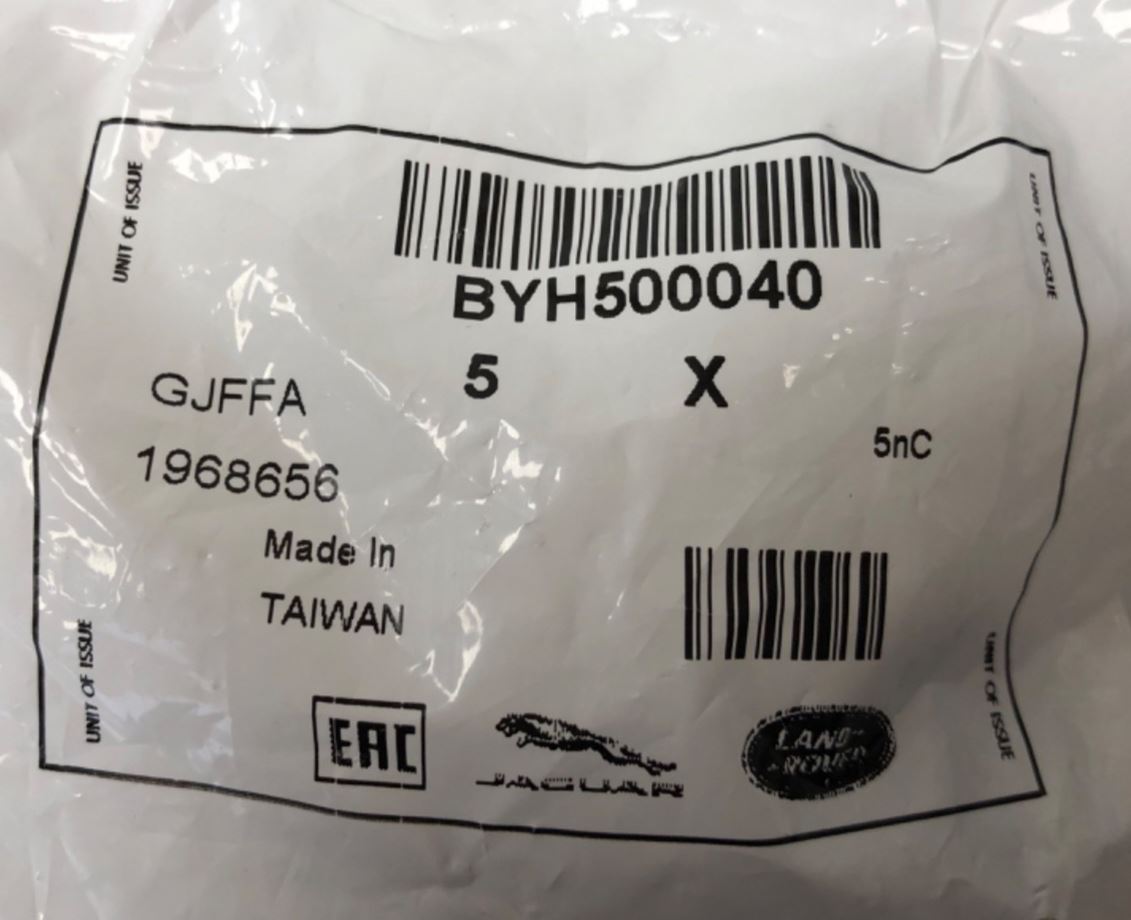 UNIT OF ISSUE
UNIT OF ISSUE
BYH500040
5 X
GJFFA
5nC
1968656
Made In
TAIWAN
UNIT OF ISSUE
UNIT OF ISSUE
EAC
JAGUAR
LAND-
ROVER